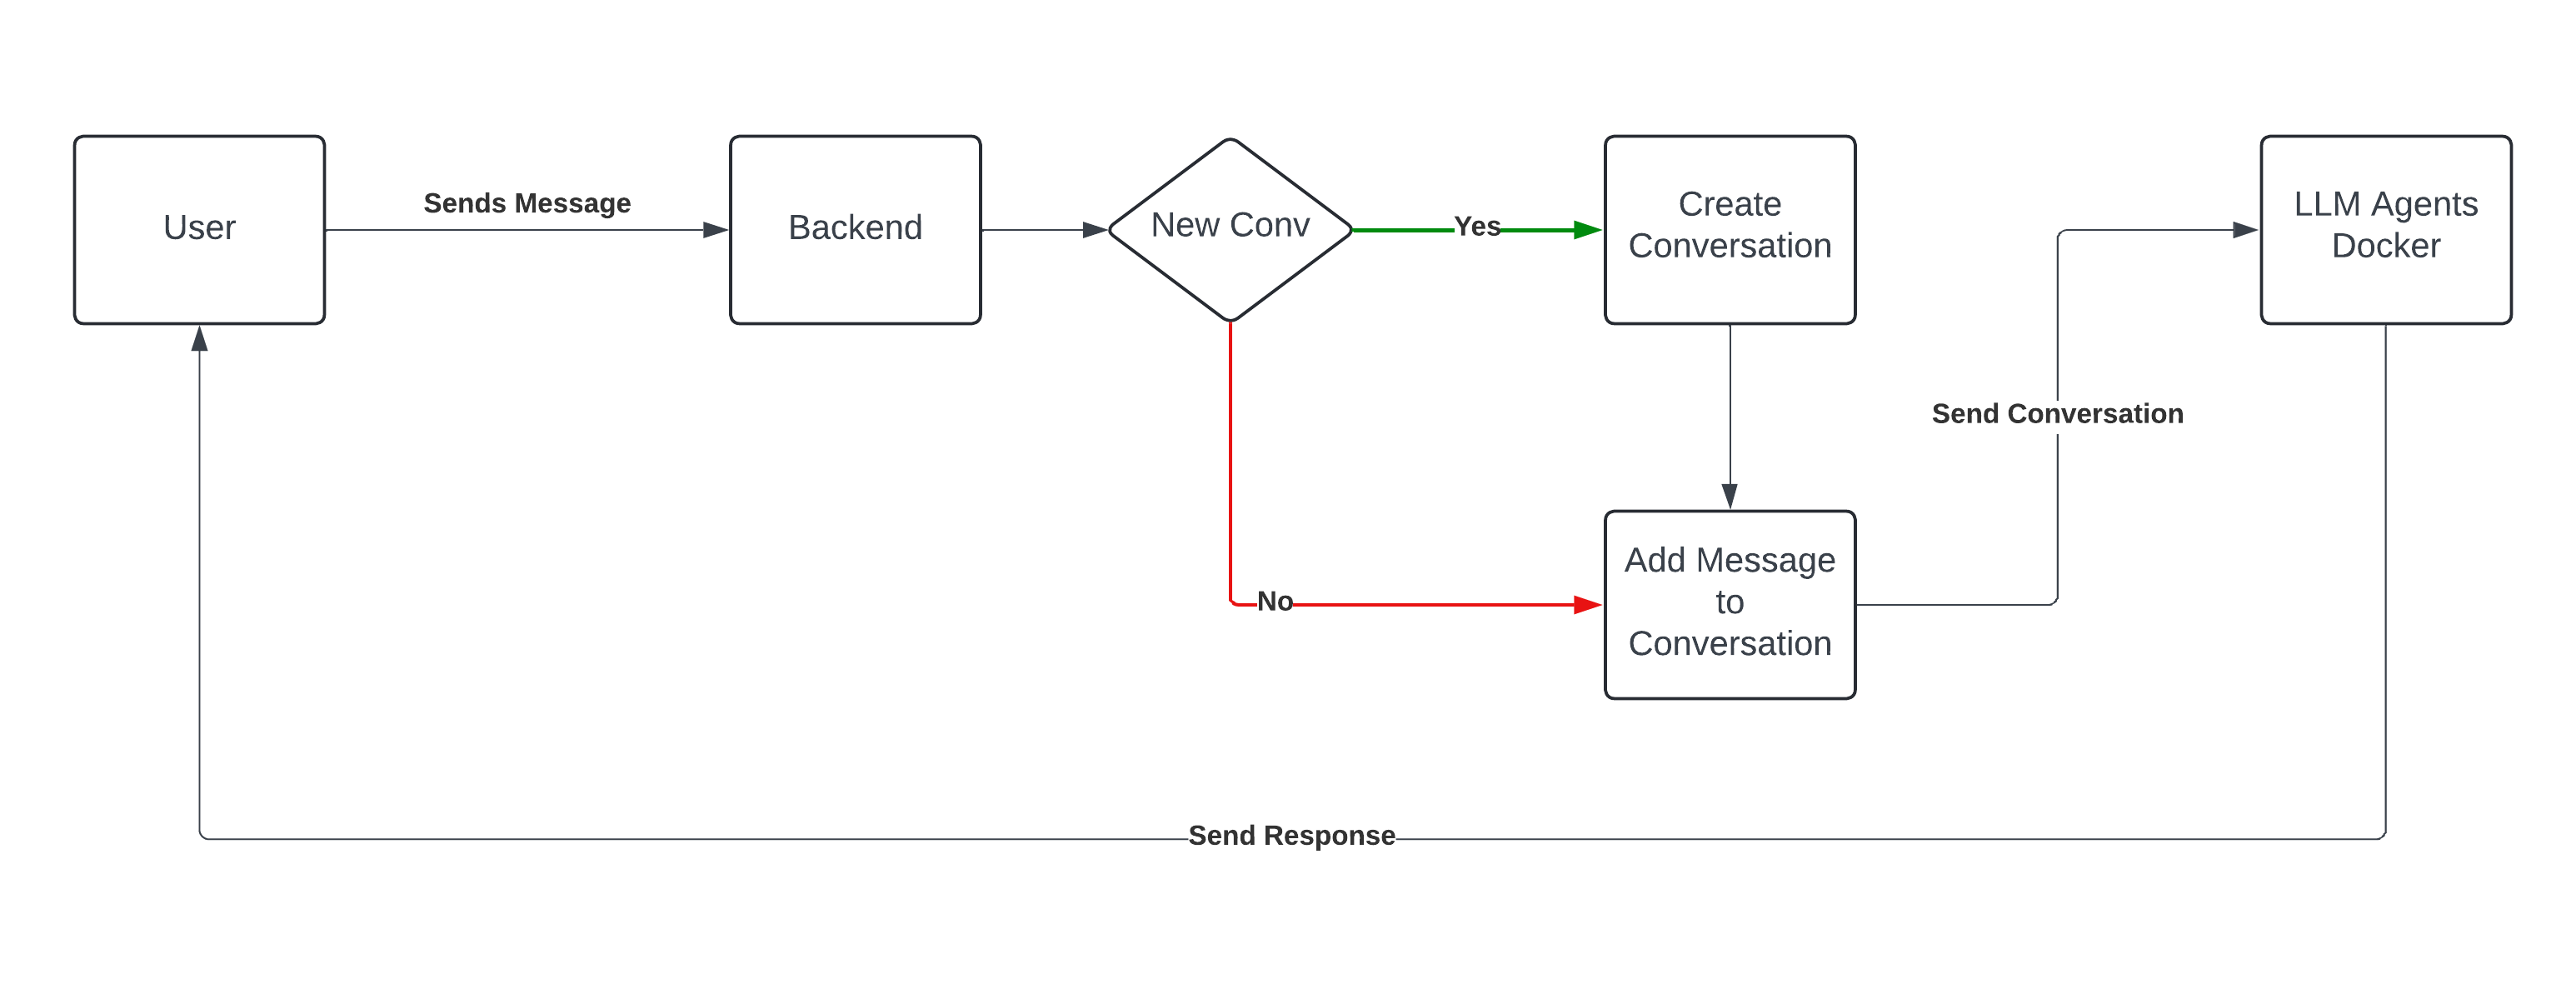 User
Sends Message
Backend
New Conv
Yes
Create
Conversation
LLM Agents
Docker
Send Conversation
No
Add Message
to
Conversation
Send Response